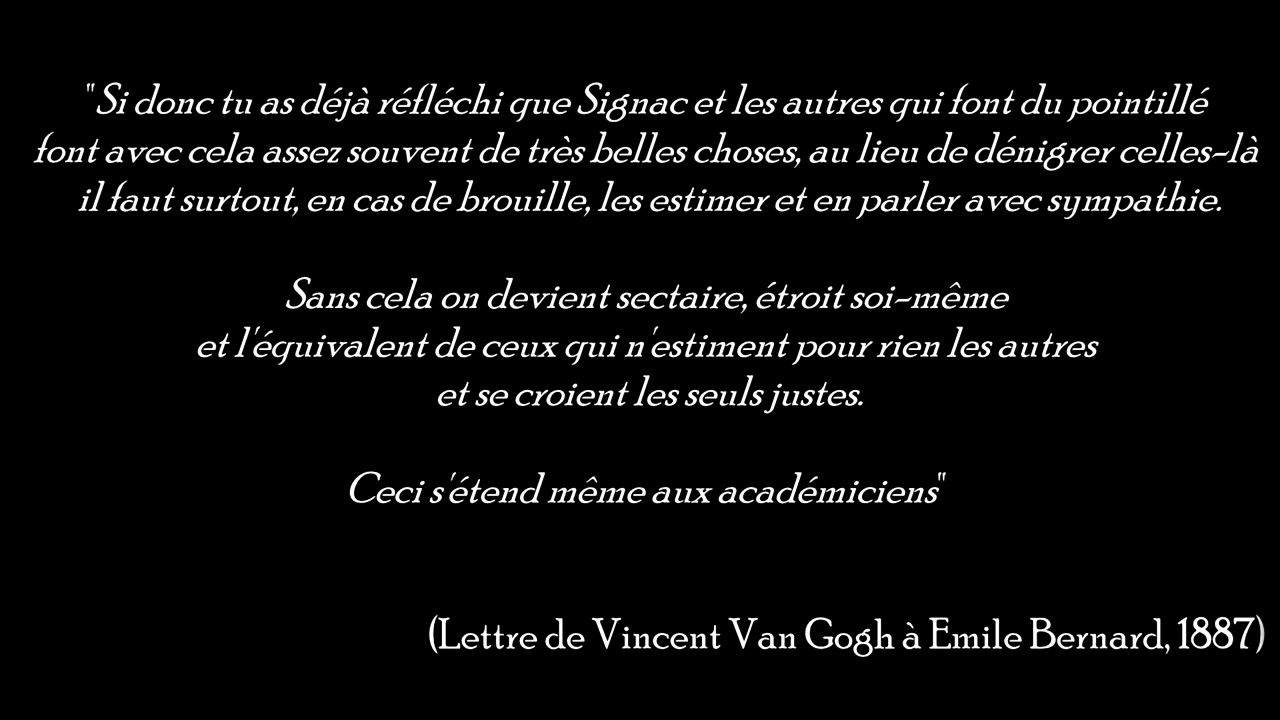 "Si donc tu as déjà réfléchi que Signac et les autres qui font du pointillé
font avec cela assez souvent de très belles choses, au lieu de dénigrer celles-là
il faut surtout, en cas de brouille, les estimer et en parler avec sympathie.
Sans cela on devient sectaire, étroit soi-même
et l'équivalent de ceux qui n'estiment pour rien les autres
et se croient les seuls justes.
Ceci s'étend même aux académiciens"
(Lettre de Vincent Van Gogh à Emile Bernard, 1887)